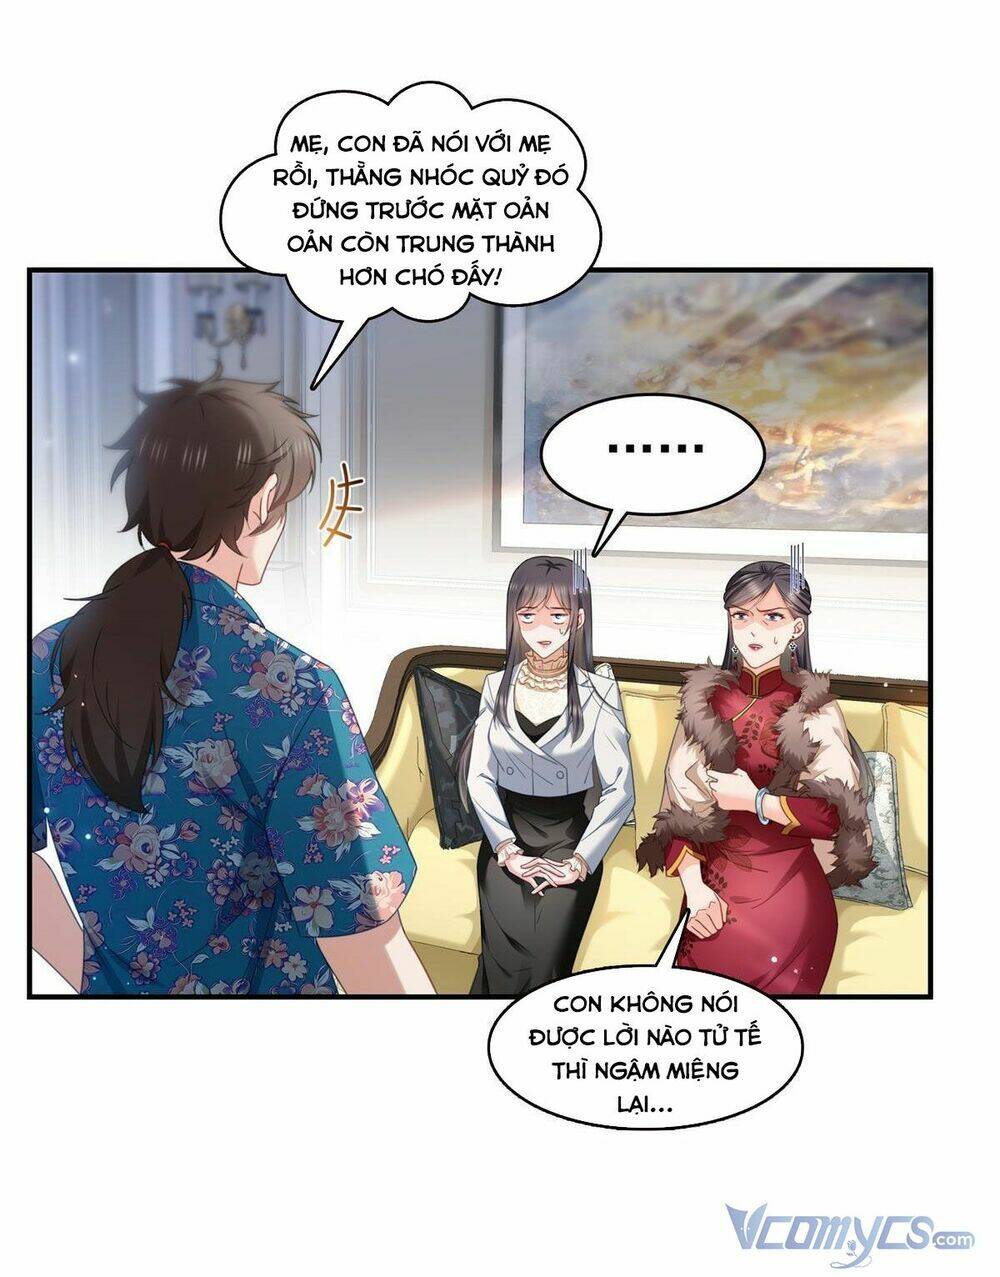 MẸ, CON ĐÃ NÓI VỚI MẸ
RỒI, THẰNG NHÓC QUỶ ĐÓ
ĐỨNG TRƯỚC MẶT OẢN
OẢN CÒN TRUNG THÀNH
HƠN CHÓ ĐẤY!
......
CON KHÔNG NÓI
ĐƯỢC LỜI NÀO TỬ TẾ
THÌ NGẬM MIỆNG
LẠI...
VCOMYCS.com